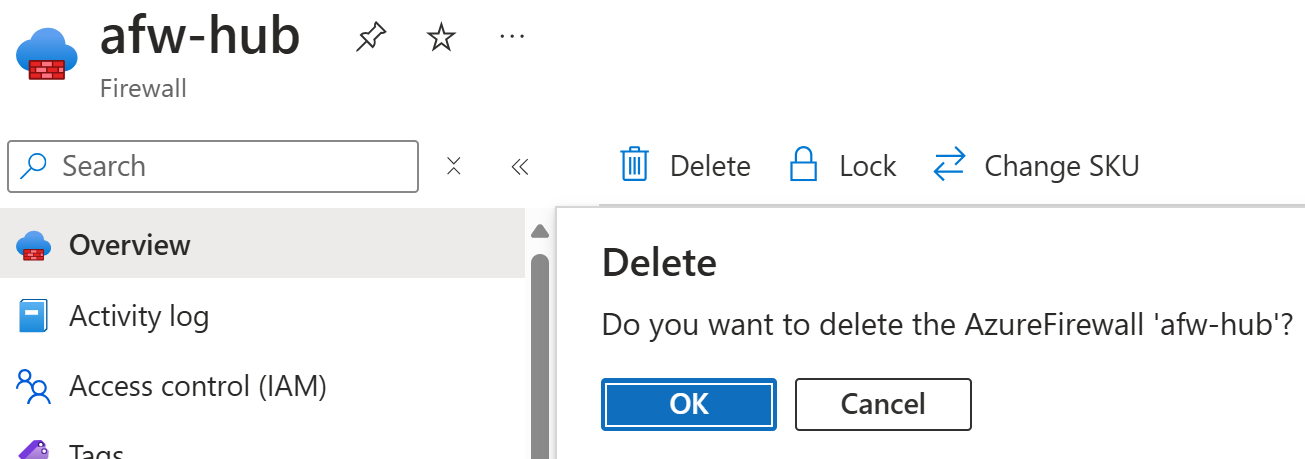 afw-hub
Firewall
Search
Delete
Lock
Change SKU
Overview
Activity log
Access control (IAM)
Tags
Delete
Do you want to delete the AzureFirewall 'afw-hub'?
OK
Cancel